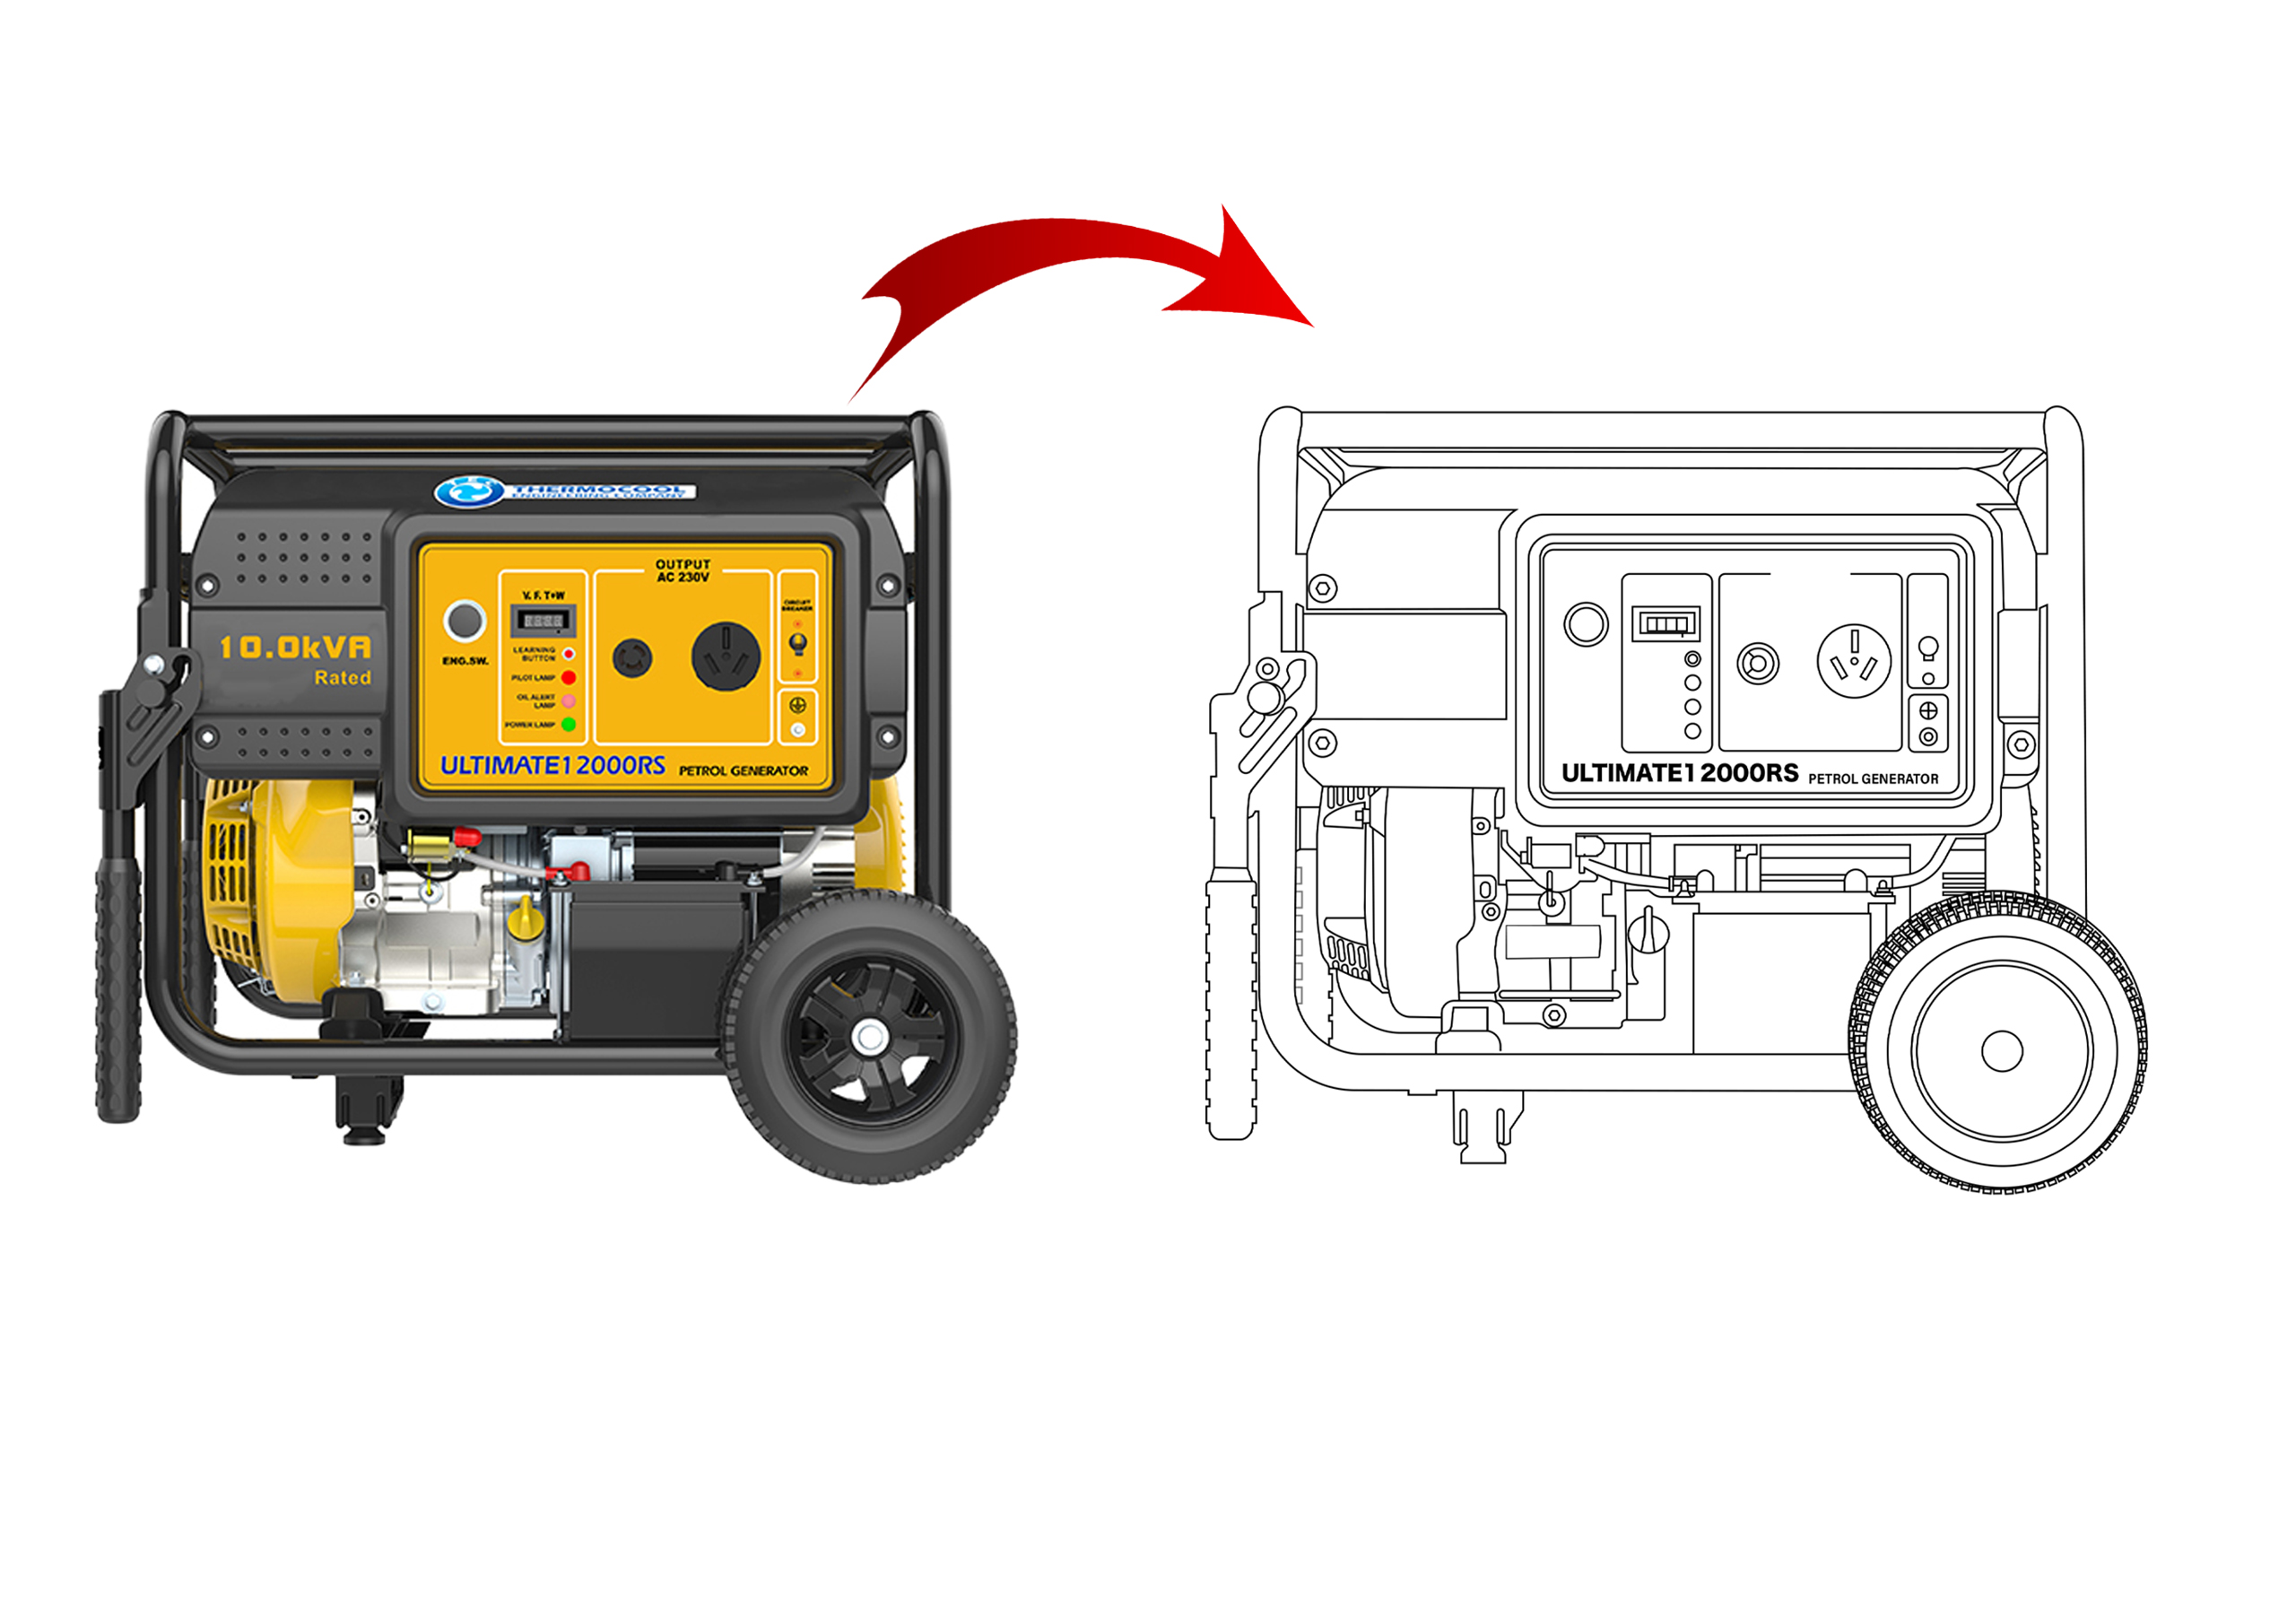 THERMOCOOL
ENGINEERING COMPANY
10.0kVA
Rated
OUTPUT
AC 230V
V. F. T+W
ENG.SW.
LEARNING
BUTTON
PILOT LAMP
OIL ALERT
LAMP
POWER LAMP
CIRCUIT
BREAKER
ULTIMATE12000RS PETROL GENERATOR
ULTIMATE12000RS PETROL GENERATOR